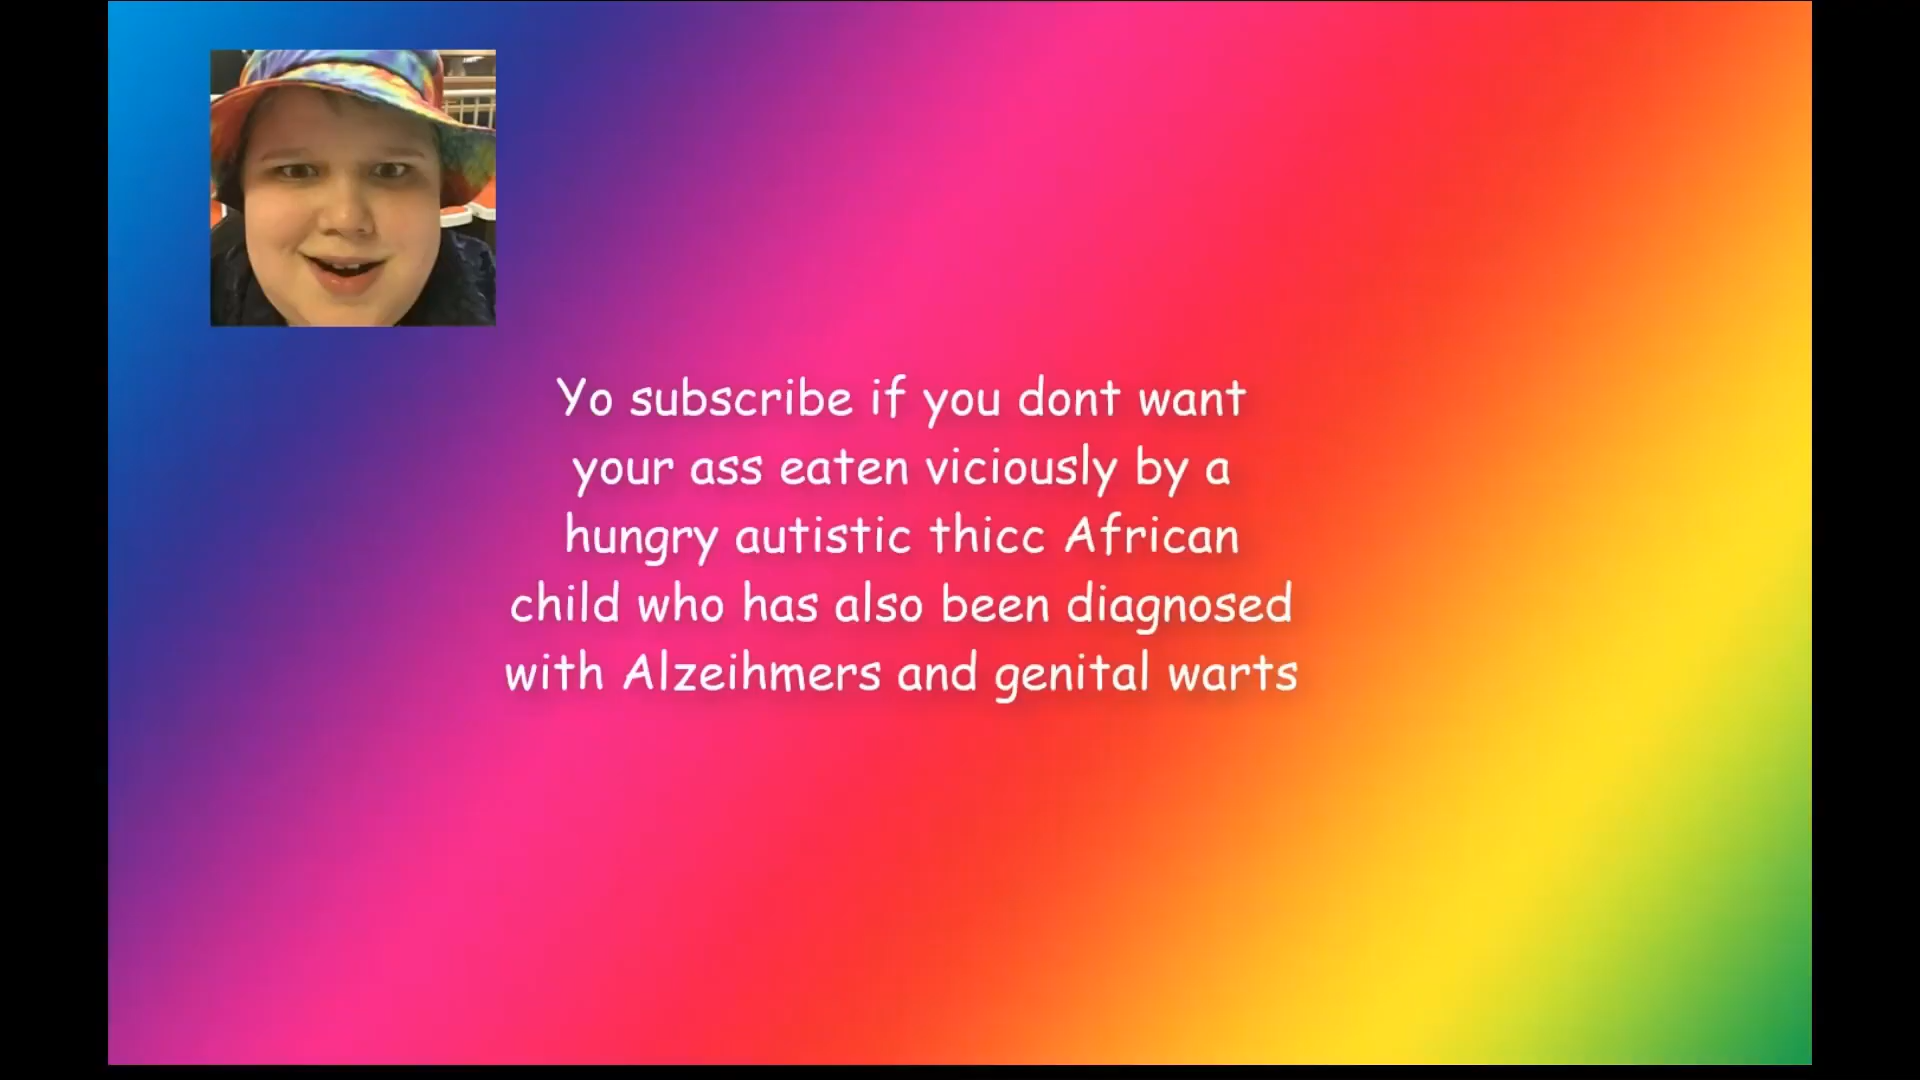 Yo subscribe if you dont want
your ass eaten viciously by a
hungry autistic thicc African
child who has also been diagnosed
with Alzeihmers and genital warts